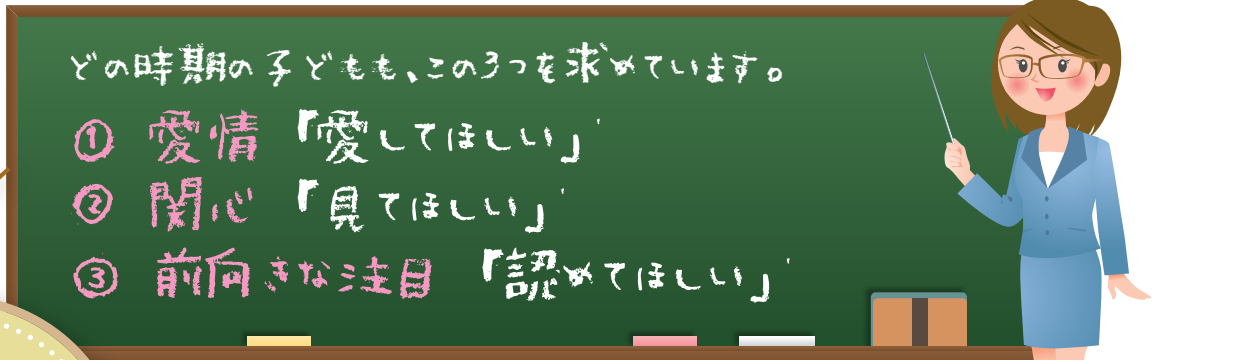 どの時期の子どもも、この3つを求めています。
① 愛情 「愛してほしい」
② 関心 「見てほしい」
③ 前向きな注目 「認めてほしい」